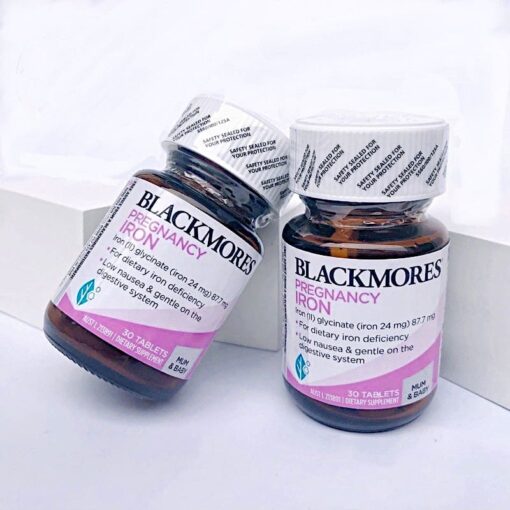 SAFETY SEALED FOR
YOUR PROTECTION
BLACKMORES
PREGNANCY
IRON
Iron (II) glycinate (iron 24 mg) 87.7 mg
• For dietary iron deficiency
• Low nausea & gentle on the
digestive system
30 TABLETS
DIETARY SUPPLEMENT
MUM
& BABY
SAFETY SEALED FOR
YOUR PROTECTION
BLACKMORES
PREGNANCY
IRON
Iron (II) glycinate (iron 24 mg) 87.7 mg
• For dietary iron deficiency
• Low nausea & gentle on the
digestive system
30 TABLETS
DIETARY SUPPLEMENT
MUM
& BABY